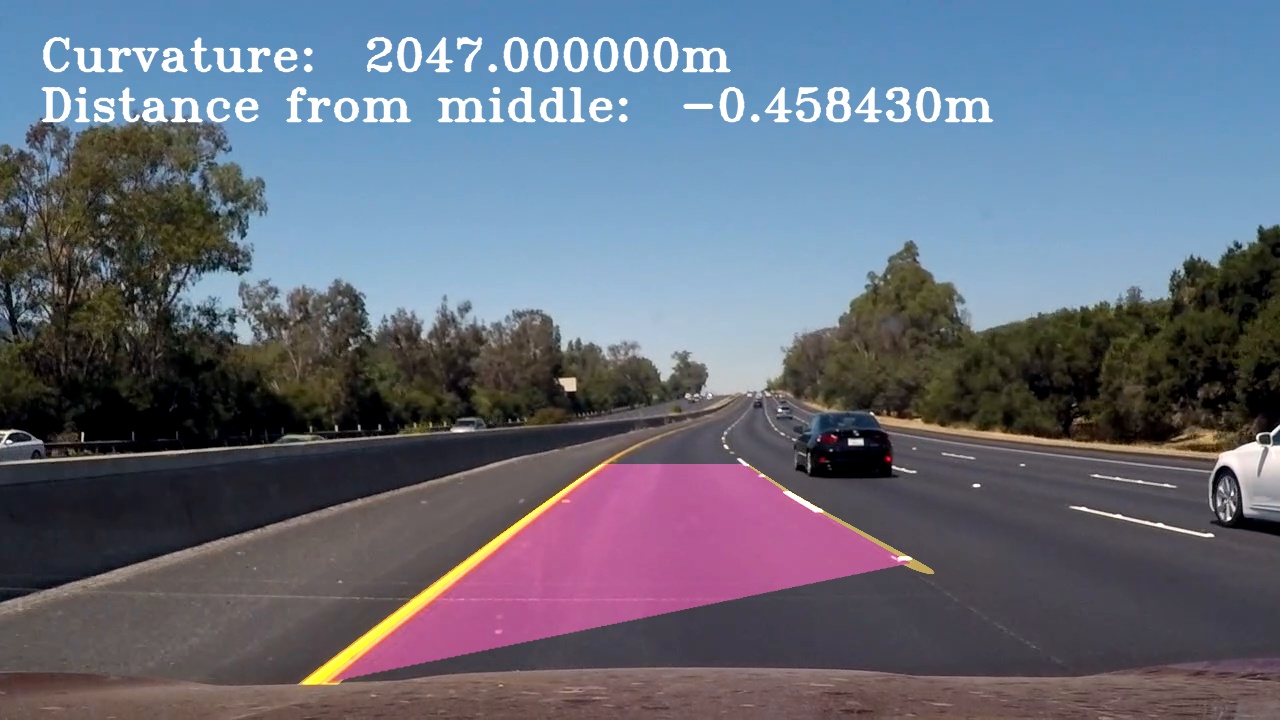 Curvature: 2047.000000m
Distance from middle: −0.458430m